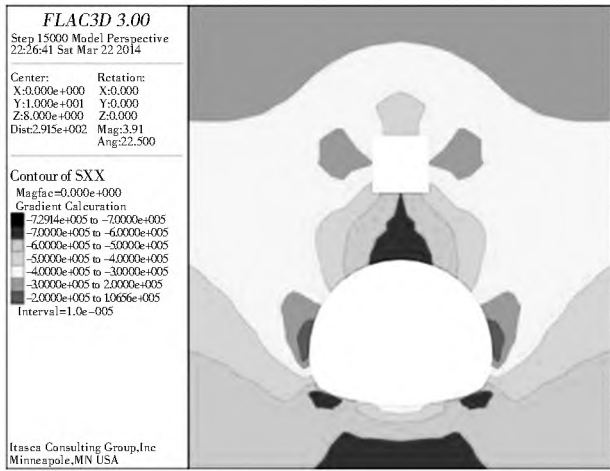 FLAC3D 3.00
Step 15000 Model Perspective
22:26:41 Sat Mar 22 2014
Center: Rotation:
X:0.000e+000 X:0.000
Y:1.000e+001 Y:0.000
Z:8.000e+000 Z:0.000
Dist:2.915e+002 Mag:3.91
Ang:22.500
Contour of SXX
Magfac=0.000e+000
Gradient Calcuration
-7.2914e+005 to -7.0000e+005
-7.0000e+005 to -6.0000e+005
-6.0000e+005 to -5.0000e+005
-5.0000e+005 to -4.0000e+005
-4.0000e+005 to -3.0000e+005
-3.0000e+005 to 2.0000e+005
-2.0000e+005 to 1.0656e+005
Interval=1.0e-005
Itasca Consulting Group,Inc
Minneapole,MN USA